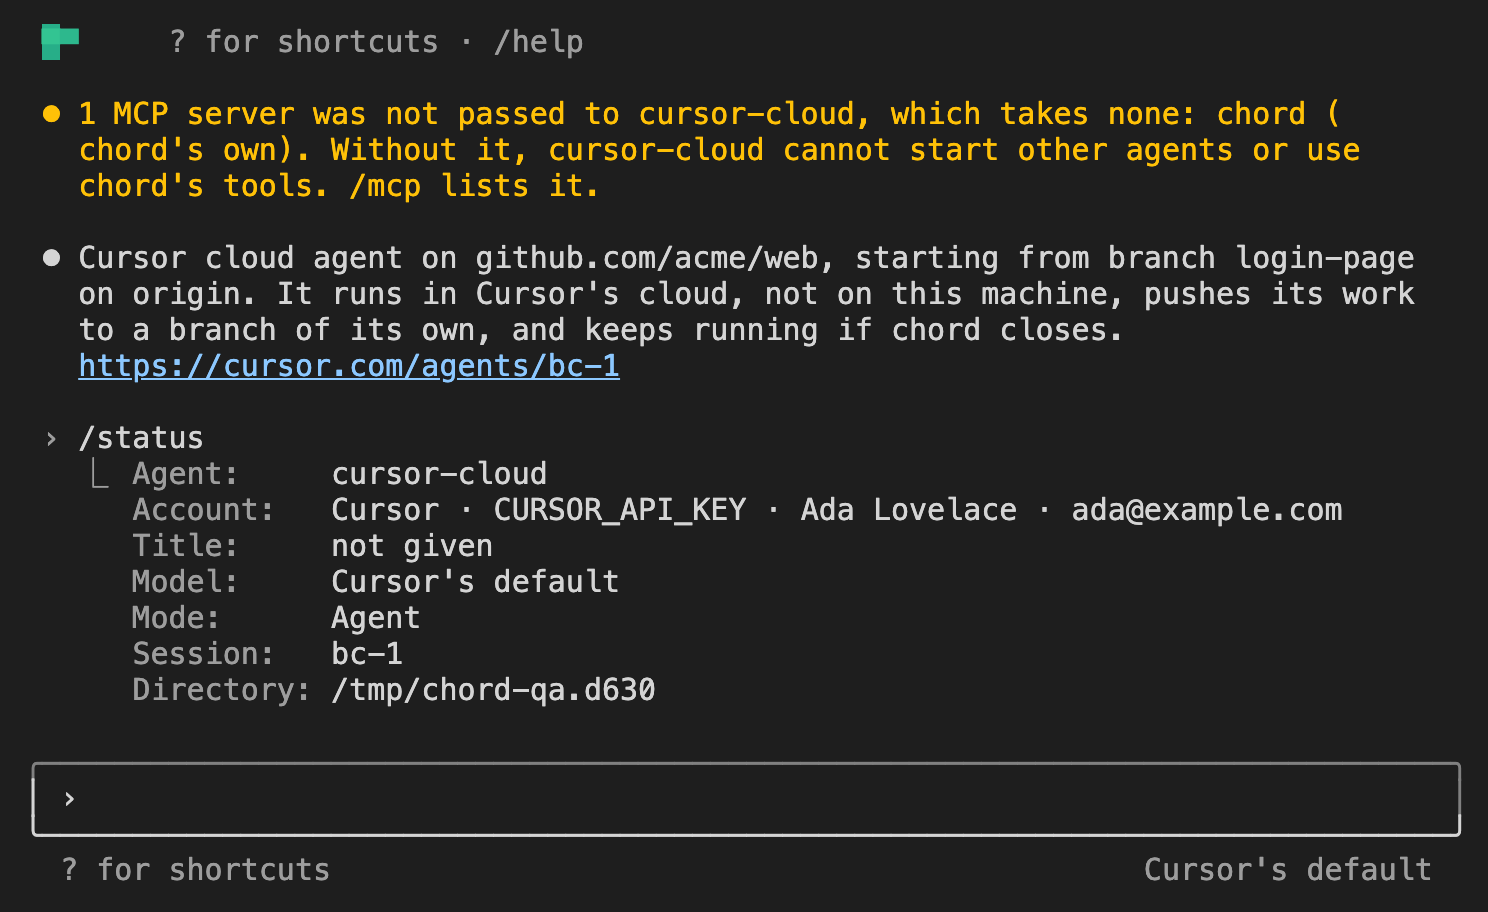 ? for shortcuts · /help
● 1 MCP server was not passed to cursor-cloud, which takes none: chord (
chord's own). Without it, cursor-cloud cannot start other agents or use
chord's tools. /mcp lists it.
● Cursor cloud agent on github.com/acme/web, starting from branch login-page
on origin. It runs in Cursor's cloud, not on this machine, pushes its work
to a branch of its own, and keeps running if chord closes.
https://cursor.com/agents/bc-1
› /status
Agent: cursor-cloud
Account: Cursor · CURSOR_API_KEY · Ada Lovelace · ada@example.com
Title: not given
Model: Cursor's default
Mode: Agent
Session: bc-1
Directory: /tmp/chord-qa.d630
›
? for shortcuts Cursor's default